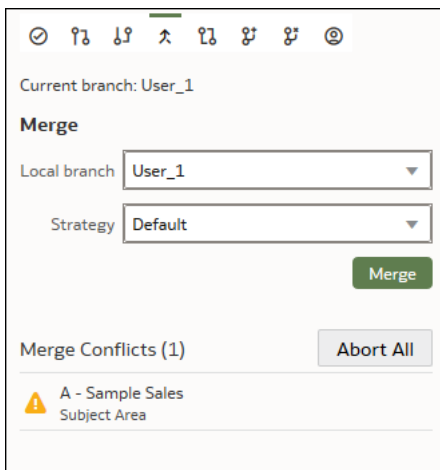 Current branch: User_1
Merge
Local branch User_1
Strategy Default
Merge
Merge Conflicts (1) Abort All
A - Sample Sales
Subject Area